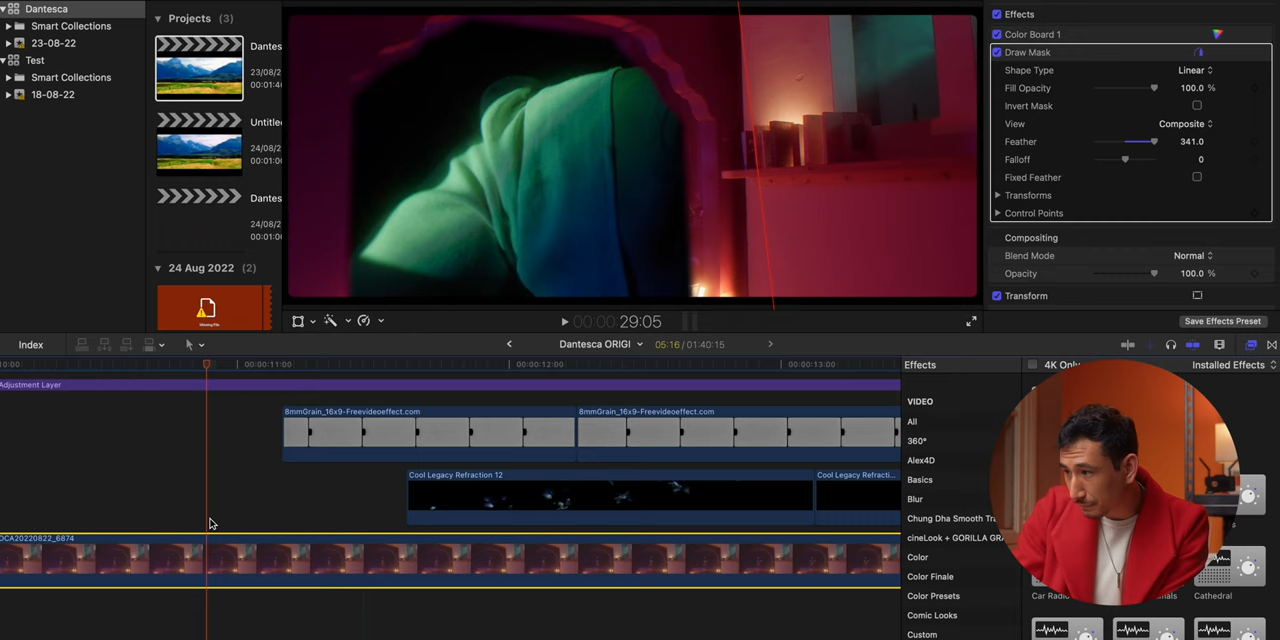 Dantesca
Smart Collections
23-08-22
Test
Smart Collections
18-08-22
Projects (3)
Dantes
23/08/2
00:01:4
Untitle
24/08/2
00:01:5
Dantes
24/08/2
00:01:0
24 Aug 2022 (2)
Missing File
Effects
Color Board 1
Draw Mask
Shape Type Linear
Fill Opacity 100.0 %
Invert Mask
View Composite
Feather 341.0
Falloff 0
Fixed Feather
Transforms
Control Points
Compositing
Blend Mode Normal
Opacity 100.0 %
Transform
Save Effects Preset
00:00:29:05
Index
Dantesca ORIGI
05:16 / 01:40:15
10:00
00:00:11:00
00:00:12:00
00:00:13:00
Adjustment Layer
8mmGrain_16x9-Freevideoeffect.com
8mmGrain_16x9-Freevideoeffect.com
Cool Legacy Refraction 12
Cool Legacy Refracti...
DCA20220822_6874
Effects
4K Only
Installed Effects
VIDEO
All
360°
Alex4D
Basics
Blur
Chung Dha Smooth Tra
cineLook + GORILLA GRA
Color
Color Finale
Color Presets
Comic Looks
Custom
Car Radi
Cathedral